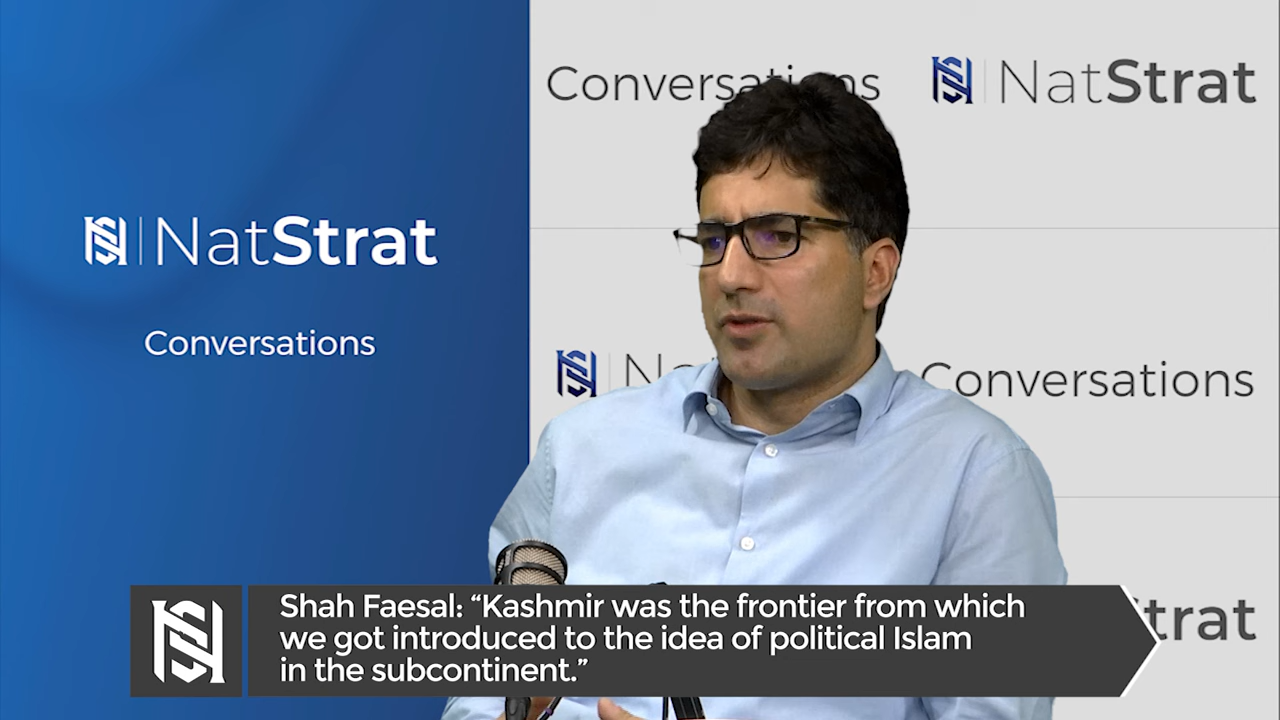 Conversations
NatStrat
NatStrat
Conversations
Conversations
Shah Faesal: “Kashmir was the frontier from which
we got introduced to the idea of political Islam
in the subcontinent.”